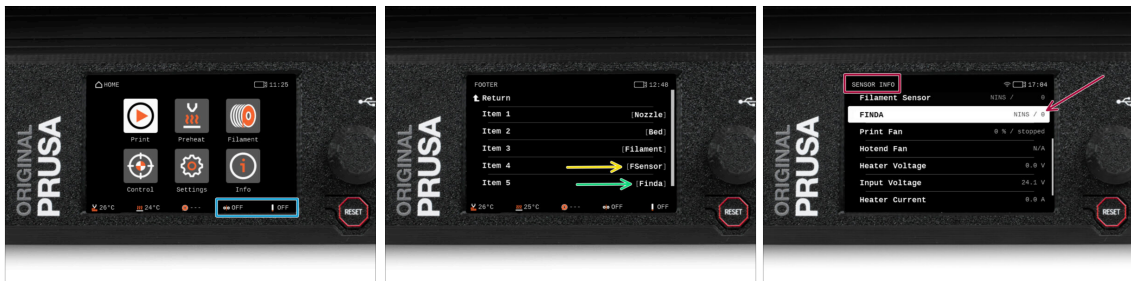 HOME 11:25
Print Preheat Filament
Control Settings Info
26°C 24°C --- OFF OFF
ORIGINAL
PRUSA
RESET
FOOTER 12:48
Return
Item 1 [Nozzle]
Item 2 [Bed]
Item 3 [Filament]
Item 4 [FSensor]
Item 5 [Finda]
26°C 25°C --- OFF OFF
ORIGINAL
PRUSA
RESET
SENSOR INFO 17:04
Filament Sensor NINS / 0
FINDA NINS / 0
Print Fan 0 % / stopped
Hotend Fan N/A
Heater Voltage 0.0 V
Input Voltage 24.1 V
Heater Current 0.0 A
ORIGINAL
PRUSA
RESET